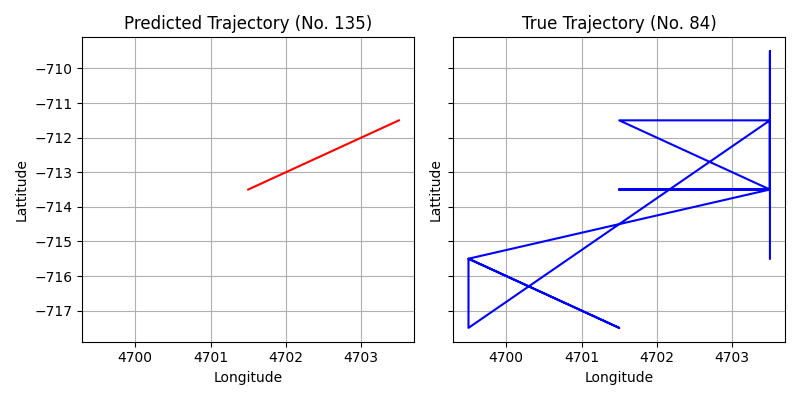 Predicted Trajectory (No. 135)
True Trajectory (No. 84)
−710
−711
−712
−713
−714
−715
−716
−717
Lattitude
Lattitude
4700 4701 4702 4703
4700 4701 4702 4703
Longitude
Longitude